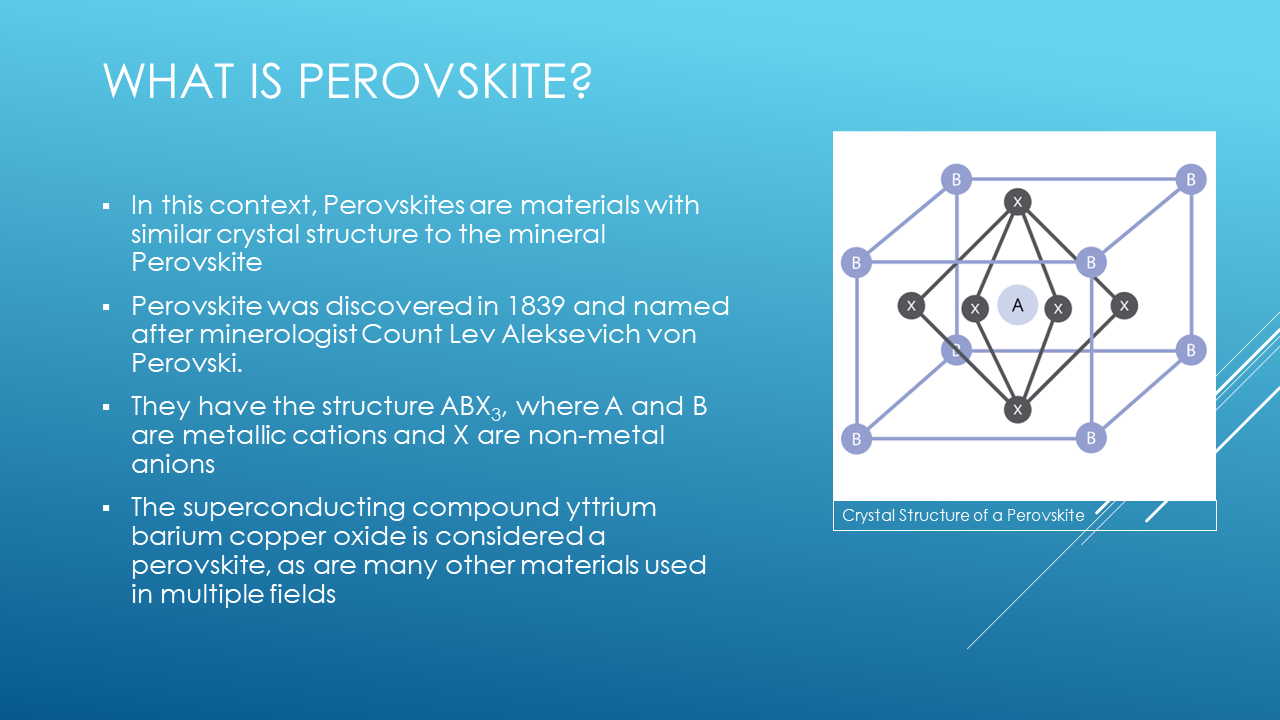 WHAT IS PEROVSKITE?
▪ In this context, Perovskites are materials with
similar crystal structure to the mineral
Perovskite
▪ Perovskite was discovered in 1839 and named
after minerologist Count Lev Aleksevich von
Perovski.
▪ They have the structure ABX₃, where A and B
are metallic cations and X are non-metal
anions
▪ The superconducting compound yttrium
barium copper oxide is considered a
perovskite, as are many other materials used
in multiple fields
B B
X
B B
X X A X X
B B
X
B B
Crystal Structure of a Perovskite